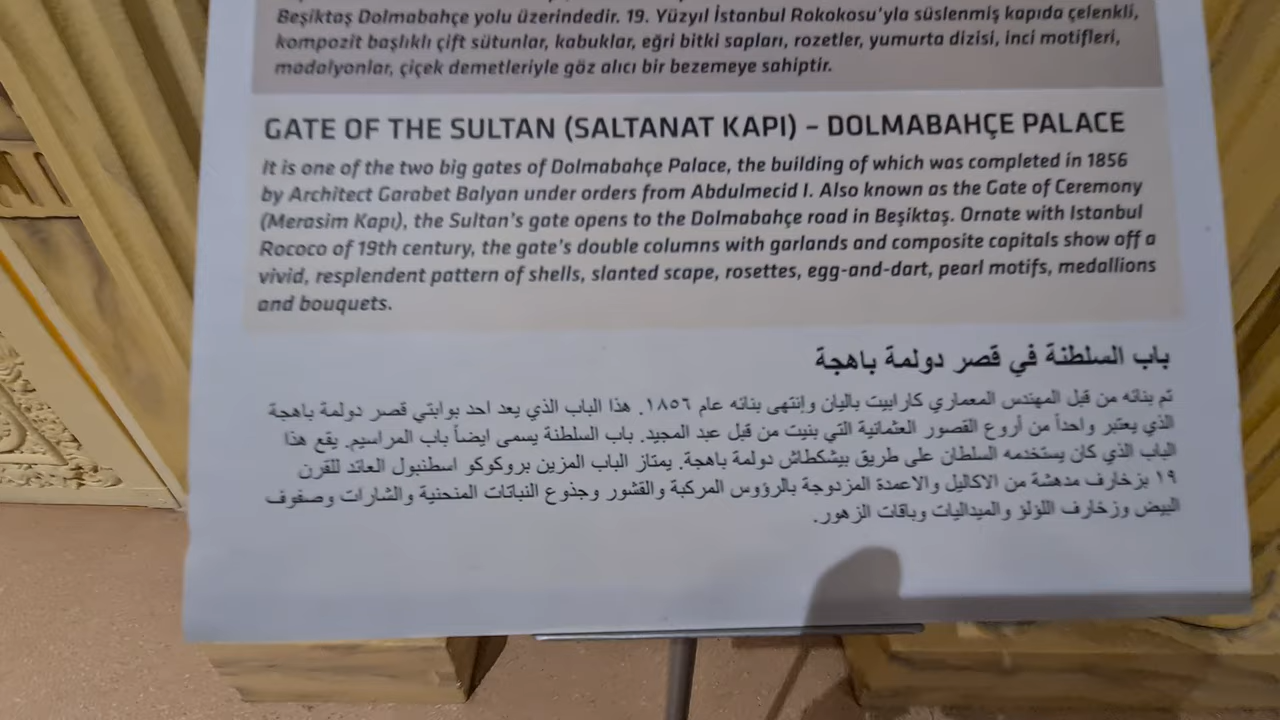 Beşiktaş Dolmabahçe yolu üzerindedir. 19. Yüzyıl İstanbul Rokokosu'yla süslenmiş kapıda çelenkli,
kompozit başlıklı çift sütunlar, kabuklar, eğri bitki sapları, rozetler, yumurta dizisi, inci motifleri,
madalyonlar, çiçek demetleriyle göz alıcı bir bezemeye sahiptir.
GATE OF THE SULTAN (SALTANAT KAPI) – DOLMABAHÇE PALACE
It is one of the two big gates of Dolmabahçe Palace, the building of which was completed in 1856
by Architect Garabet Balyan under orders from Abdulmecid I. Also known as the Gate of Ceremony
(Merasim Kapı), the Sultan's gate opens to the Dolmabahçe road in Beşiktaş. Ornate with Istanbul
Rococo of 19th century, the gate's double columns with garlands and composite capitals show off a
vivid, resplendent pattern of shells, slanted scape, rosettes, egg-and-dart, pearl motifs, medallions
and bouquets.
باب السلطنة في قصر دولمة باهجة
تم بنائه من قبل المهندس المعماري كارابيت باليان وإنتهى بنائه عام ١٨٥٦. هذا الباب الذي يعد احد بوابتي قصر دولمة باهجة
الذي يعتبر واحداً من أروع القصور العثمانية التي بنيت من قبل عبد المجيد. باب السلطنة يسمى ايضاً باب المراسيم. يقع هذا
الباب الذي كان يستخدمه السلطان على طريق بيشكطاش دولمة باهجة. يمتاز الباب المزين بروكوكو اسطنبول العائد للقرن
١٩ بزخارف مدهشة من الاكاليل والاعمدة المزدوجة بالرؤوس المركبة والقشور وجذوع النباتات المنحنية والشارات وصفوف
البيض وزخارف اللؤلؤ والميداليات وباقات الزهور.